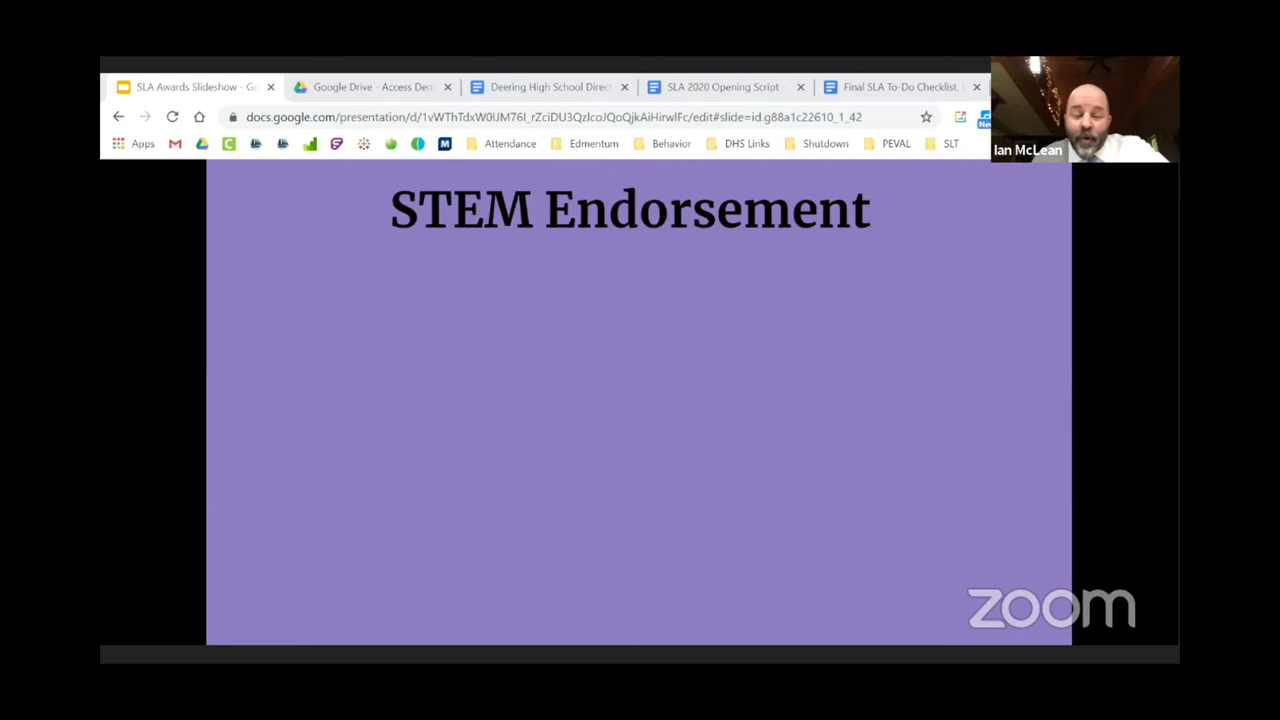 SLA Awards Slideshow - Go
Google Drive - Access Den
Deering High School Direct
SLA 2020 Opening Script -
Final SLA To-Do Checklist,
docs.google.com/presentation/d/1vWThTdxW0IJM76I_rZciDU3QzlcoJQoQjkAiHirwlFc/edit#slide=id.g88a1c22610_1_42
Apps
Attendance
Edmentum
Behavior
DHS Links
Shutdown
PEVAL
SLT
Ian McLean
STEM Endorsement
zoom